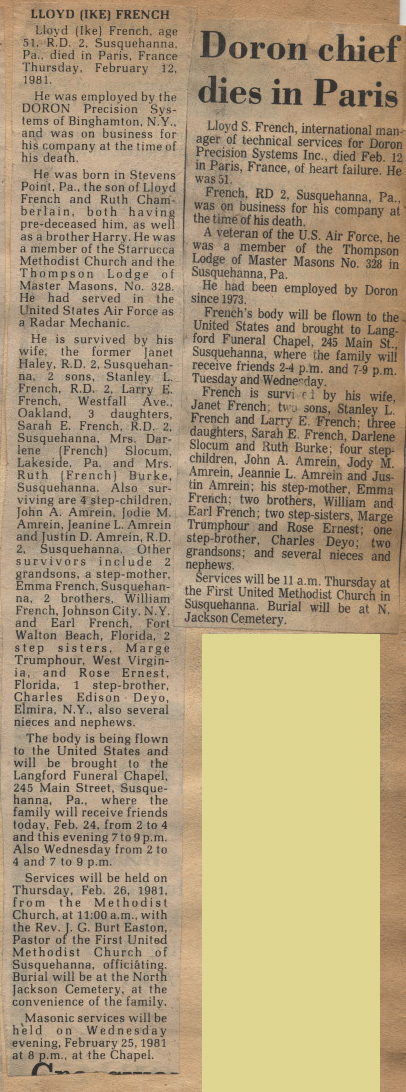 LLOYD (IKE) FRENCH
Lloyd (Ike) French, age
51, R.D. 2, Susquehanna,
Pa., died in Paris, France
Thursday, February 12,
1981.
He was employed by the
DORON Precision Sys-
tems of Binghamton, N.Y.,
and was on business for
his company at the time of
his death.
He was born in Stevens
Point, Pa., the son of Lloyd
French and Ruth Cham-
berlain, both having
pre-deceased him, as well
as a brother Harry. He was
a member of the Starrucca
Methodist Church and the
Thompson Lodge of
Master Masons, No. 328.
He had served in the
United States Air Force as
a Radar Mechanic.
He is survived by his
wife, the former Janet
Haley, R.D. 2, Susquehan-
na, 2 sons, Stanley L.
French, R.D. 2, Larry E.
French, Westfall Ave.,
Oakland, 3 daughters,
Sarah E. French, R.D. 2,
Susquehanna, Mrs. Dar-
lene (French) Slocum,
Lakeside, Pa. and Mrs.
Ruth (French) Burke,
Susquehanna. Also sur-
viving are 4 step-children,
John A. Amrein, Jodie M.
Amrein, Jeanine L. Amrein
and Justin D. Amrein, R.D.
2, Susquehanna. Other
survivors include 2
grandsons, a step-mother,
Emma French, Susquehan-
na, 2 brothers, William
French, Johnson City, N.Y.
and Earl French, Fort
Walton Beach, Florida, 2
step sisters, Marge
Trumphour, West Virgin-
ia, and Rose Ernest,
Florida, 1 step-brother,
Charles Edison Deyo,
Elmira, N.Y., also several
nieces and nephews.
The body is being flown
to the United States and
will be brought to the
Langford Funeral Chapel,
245 Main Street, Susque-
hanna, Pa., where the
family will receive friends
today, Feb. 24, from 2 to 4
and this evening 7 to 9 p.m.
Also Wednesday from 2 to
4 and 7 to 9 p.m.
Services will be held on
Thursday, Feb. 26, 1981,
from the Methodist
Church, at 11:00 a.m., with
the Rev. J. G. Burt Easton,
Pastor of the First United
Methodist Church of
Susquehanna, officiating.
Burial will be at the North
Jackson Cemetery, at the
convenience of the family.
Masonic services will be
held on Wednesday
evening, February 25, 1981
at 8 p.m., at the Chapel.
Doron chief
dies in Paris
Lloyd S. French, international man-
ager of technical services for Doron
Precision Systems Inc., died Feb. 12
in Paris, France, of heart failure. He
was 51.
French, RD 2, Susquehanna, Pa.,
was on business for his company at
the time of his death.
A veteran of the U.S. Air Force, he
was a member of the Thompson
Lodge of Master Masons No. 328 in
Susquehanna, Pa.
He had been employed by Doron
since 1973.
French's body will be flown to the
United States and brought to Lang-
ford Funeral Chapel, 245 Main St.,
Susquehanna, where the family will
receive friends 2-4 p.m. and 7-9 p.m.
Tuesday and Wednesday.
French is survived by his wife,
Janet French; two sons, Stanley L.
French and Larry E. French; three
daughters, Sarah E. French, Darlene
Slocum and Ruth Burke; four step-
children, John A. Amrein, Jody M.
Amrein, Jeannie L. Amrein and Jus-
tin Amrein; his step-mother, Emma
French; two brothers, William and
Earl French; two step-sisters, Marge
Trumphour and Rose Ernest; one
step-brother, Charles Deyo; two
grandsons; and several nieces and
nephews.
Services will be 11 a.m. Thursday at
the First United Methodist Church in
Susquehanna. Burial will be at N.
Jackson Cemetery.